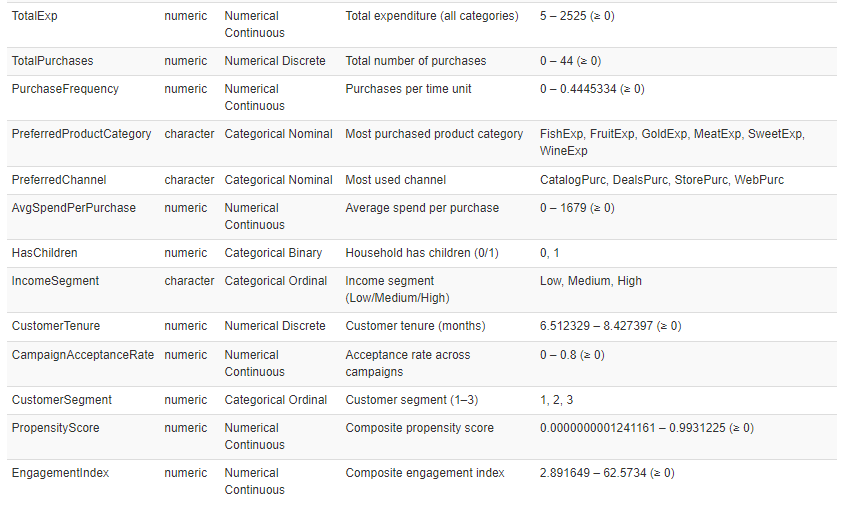 TotalExp numeric Numerical Continuous Total expenditure (all categories) 5 – 2525 (≥ 0)
TotalPurchases numeric Numerical Discrete Total number of purchases 0 – 44 (≥ 0)
PurchaseFrequency numeric Numerical Continuous Purchases per time unit 0 – 0.4445334 (≥ 0)
PreferredProductCategory character Categorical Nominal Most purchased product category FishExp, FruitExp, GoldExp, MeatExp, SweetExp, WineExp
PreferredChannel character Categorical Nominal Most used channel CatalogPurc, DealsPurc, StorePurc, WebPurc
AvgSpendPerPurchase numeric Numerical Continuous Average spend per purchase 0 – 1679 (≥ 0)
HasChildren numeric Categorical Binary Household has children (0/1) 0, 1
IncomeSegment character Categorical Ordinal Income segment (Low/Medium/High) Low, Medium, High
CustomerTenure numeric Numerical Discrete Customer tenure (months) 6.512329 – 8.427397 (≥ 0)
CampaignAcceptanceRate numeric Numerical Continuous Acceptance rate across campaigns 0 – 0.8 (≥ 0)
CustomerSegment numeric Categorical Ordinal Customer segment (1–3) 1, 2, 3
PropensityScore numeric Numerical Continuous Composite propensity score 0.0000000001241161 – 0.9931225 (≥ 0)
EngagementIndex numeric Numerical Continuous Composite engagement index 2.891649 – 62.5734 (≥ 0)